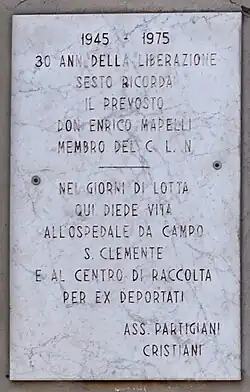 1945 - 1975
30 ANNI DELLA LIBERAZIONE
SESTO RICORDA
IL PREVOSTO
DON ENRICO MAPELLI
MEMBRO DEL C. L. N.
NEI GIORNI DI LOTTA
QUI DIEDE VITA
ALL'OSPEDALE DA CAMPO
S. CLEMENTE
E AL CENTRO DI RACCOLTA
PER EX DEPORTATI
ASS. PARTIGIANI
CRISTIANI